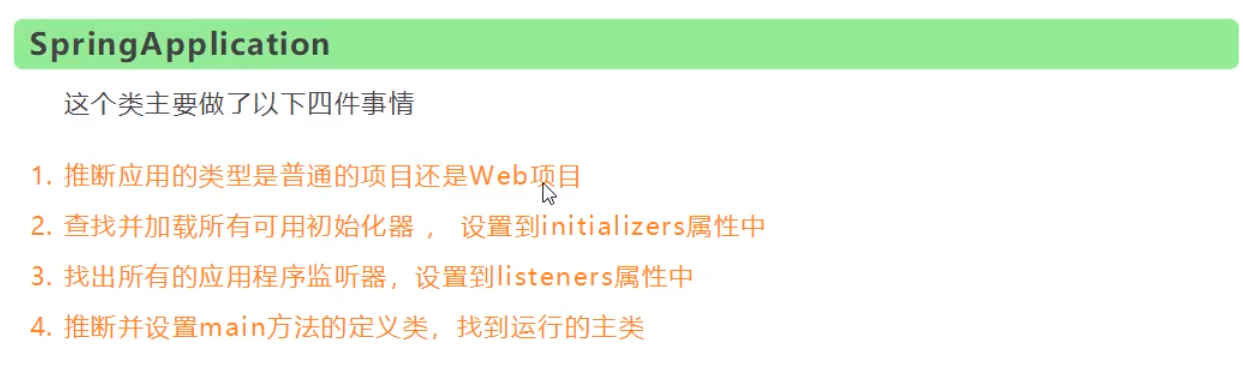 SpringApplication
这个类主要做了以下四件事情
1. 推断应用的类型是普通的项目还是Web项目
2. 查找并加载所有可用初始化器 ， 设置到initializers属性中
3. 找出所有的应用程序监听器，设置到listeners属性中
4. 推断并设置main方法的定义类，找到运行的主类